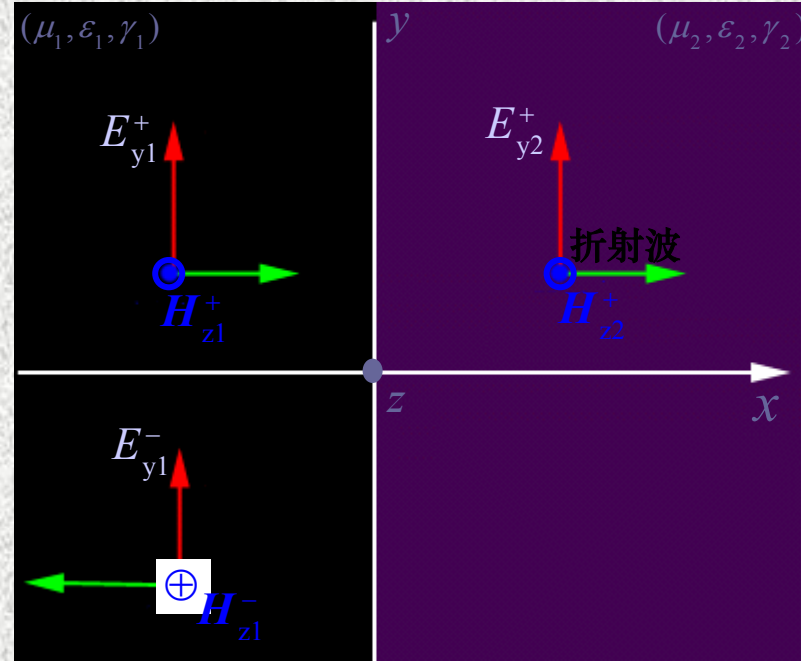 (μ₁, ε₁, γ₁)
y
(μ₂, ε₂, γ₂)
E⁺y1
E⁺y2
折射波
H⁺z1
H⁺z2
z
x
E⁻y1
H⁻z1